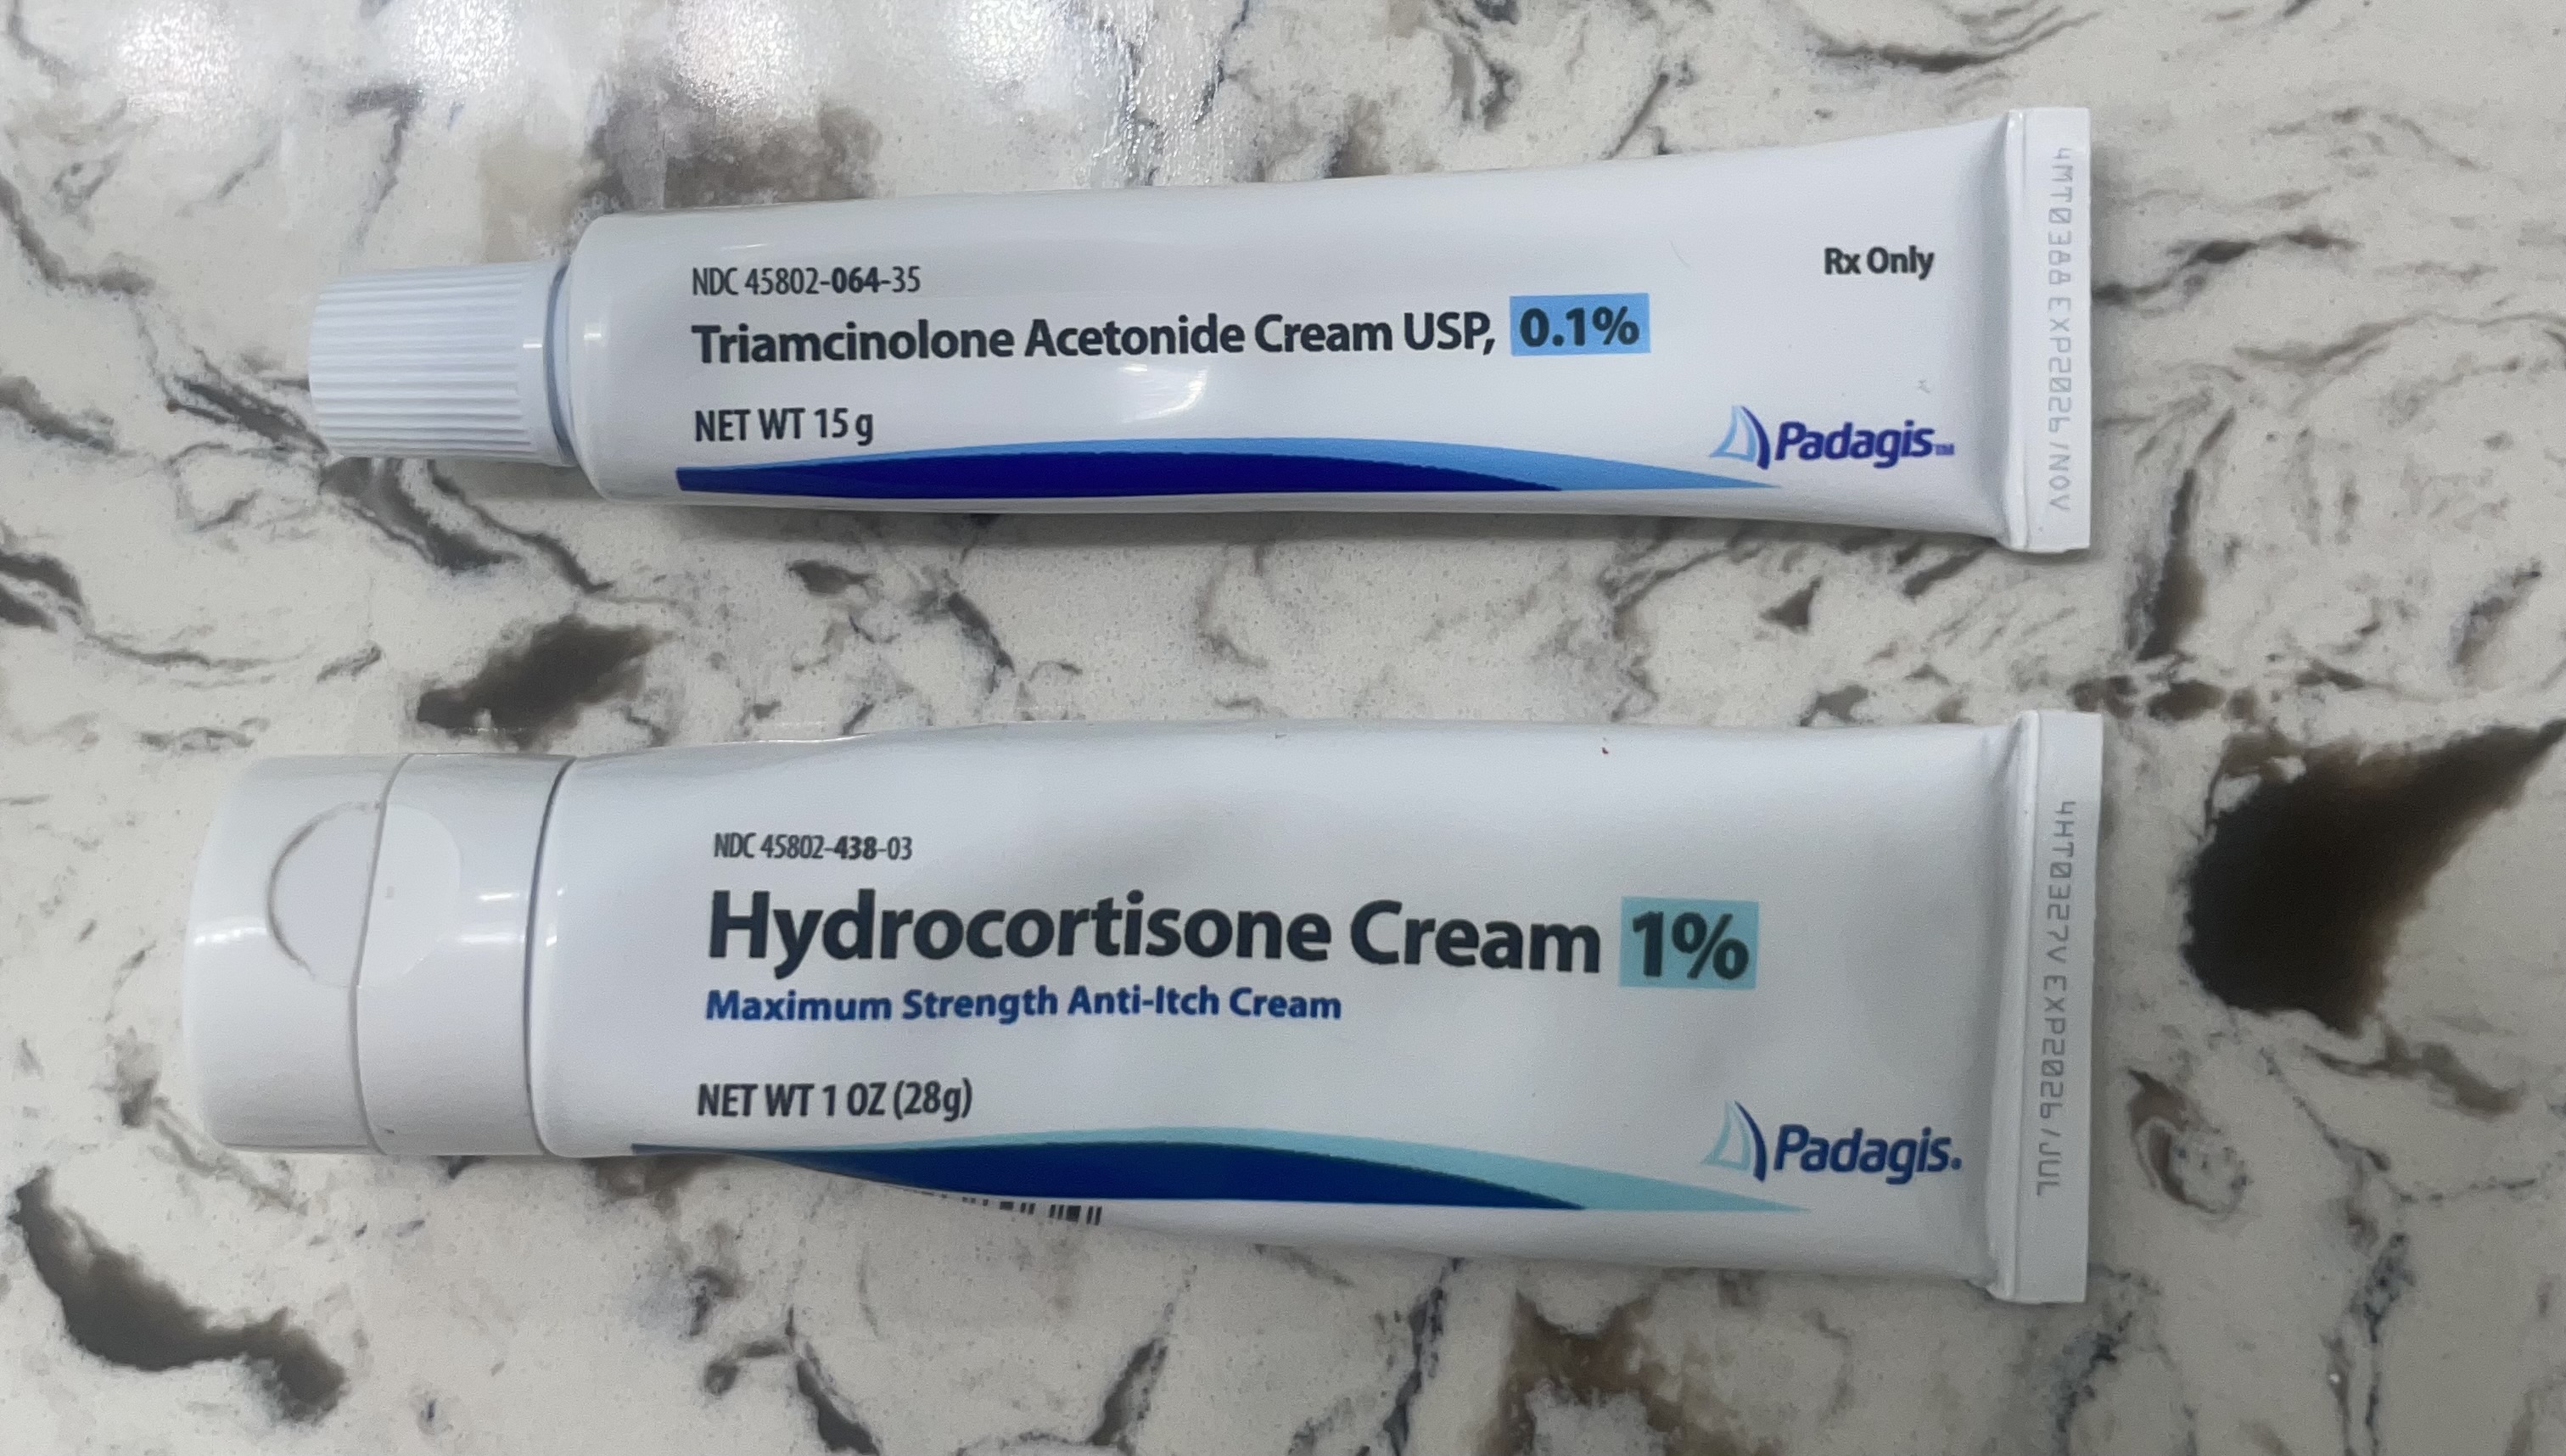 NDC 45802-064-35
Rx Only
Triamcinolone Acetonide Cream USP, 0.1%
NET WT 15 g
Padagis™
4MT0388 EXP2026/NOV
NDC 45802-438-03
Hydrocortisone Cream 1%
Maximum Strength Anti-Itch Cream
NET WT 1 OZ (28g)
Padagis.
4HT0327V EXP2026/JUL